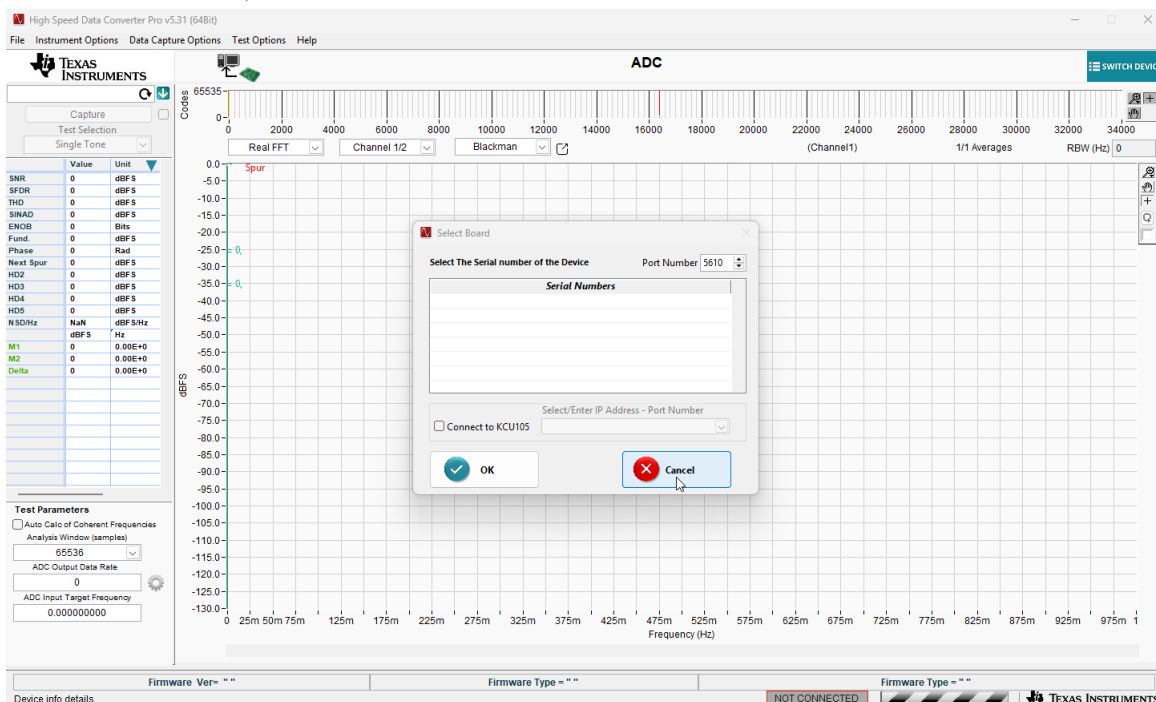 High Speed Data Converter Pro v5.31 (64Bit)
File Instrument Options Data Capture Options Test Options Help
TEXAS INSTRUMENTS
ADC
SWITCH DEVIC
Capture
Test Selection
Single Tone
Codes
65535
0
0 2000 4000 6000 8000 10000 12000 14000 16000 18000 20000 22000 24000 26000 28000 30000 32000 34000
Real FFT Channel 1/2 Blackman (Channel1) 1/1 Averages RBW (Hz) 0
Value Unit
SNR 0 dBFS
SFDR 0 dBFS
THD 0 dBFS
SINAD 0 dBFS
ENOB 0 Bits
Fund. 0 dBFS
Phase 0 Rad
Next Spur 0 dBFS
HD2 0 dBFS
HD3 0 dBFS
HD4 0 dBFS
HD5 0 dBFS
NSD/Hz NaN dBFS/Hz
dBFS Hz
M1 0 0.00E+0
M2 0 0.00E+0
Delta 0 0.00E+0
Test Parameters
Auto Calc of Coherent Frequencies
Analysis Window (samples)
65536
ADC Output Data Rate
0
ADC Input Target Frequency
0.000000000
dBFS
Spur
0.0
-5.0
-10.0
-15.0
-20.0
-25.0
= 0,
-30.0
-35.0
= 0,
-40.0
-45.0
-50.0
-55.0
-60.0
-65.0
-70.0
-75.0
-80.0
-85.0
-90.0
-95.0
-100.0
-105.0
-110.0
-115.0
-120.0
-125.0
-130.0
0 25m 50m 75m 125m 175m 225m 275m 325m 375m 425m 475m 525m 575m 625m 675m 725m 775m 825m 875m 925m 975m 1
Frequency (Hz)
Select Board
Select The Serial number of the Device Port Number 5610
Serial Numbers
Select/Enter IP Address - Port Number
Connect to KCU105
OK Cancel
Firmware Ver= " " Firmware Type = " " Firmware Type = " "
Device info details NOT CONNECTED TEXAS INSTRUMENTS